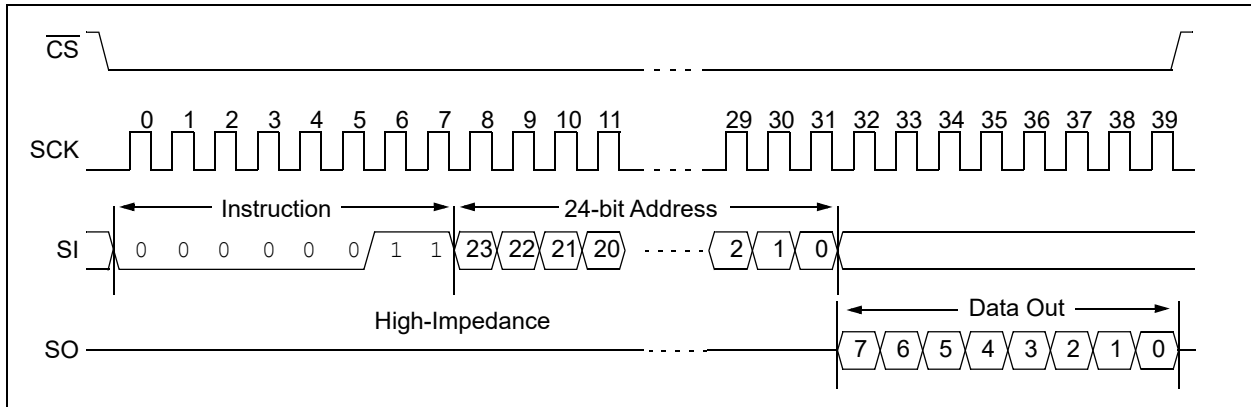 CS
0 1 2 3 4 5 6 7 8 9 10 11 29 30 31 32 33 34 35 36 37 38 39
SCK
Instruction 24-bit Address
SI 0 0 0 0 0 0 1 1 23 22 21 20 2 1 0
High-Impedance Data Out
SO 7 6 5 4 3 2 1 0